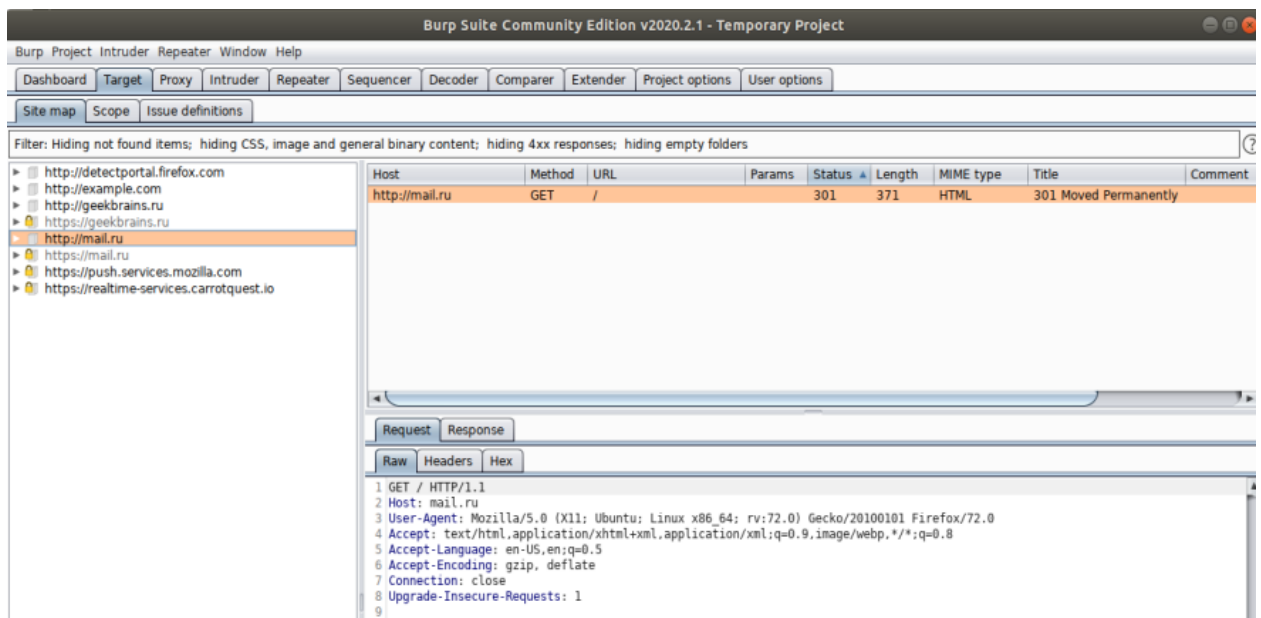 Burp Suite Community Edition v2020.2.1 - Temporary Project
Burp Project Intruder Repeater Window Help
Dashboard Target Proxy Intruder Repeater Sequencer Decoder Comparer Extender Project options User options
Site map Scope Issue definitions
Filter: Hiding not found items; hiding CSS, image and general binary content; hiding 4xx responses; hiding empty folders ?
http://detectportal.firefox.com
http://example.com
http://geekbrains.ru
https://geekbrains.ru
http://mail.ru
https://mail.ru
https://push.services.mozilla.com
https://realtime-services.carrotquest.io
Host Method URL Params Status Length MIME type Title Comment
http://mail.ru GET / 301 371 HTML 301 Moved Permanently
Request Response
Raw Headers Hex
1 GET / HTTP/1.1
2 Host: mail.ru
3 User-Agent: Mozilla/5.0 (X11; Ubuntu; Linux x86_64; rv:72.0) Gecko/20100101 Firefox/72.0
4 Accept: text/html,application/xhtml+xml,application/xml;q=0.9,image/webp,*/*;q=0.8
5 Accept-Language: en-US,en;q=0.5
6 Accept-Encoding: gzip, deflate
7 Connection: close
8 Upgrade-Insecure-Requests: 1
9